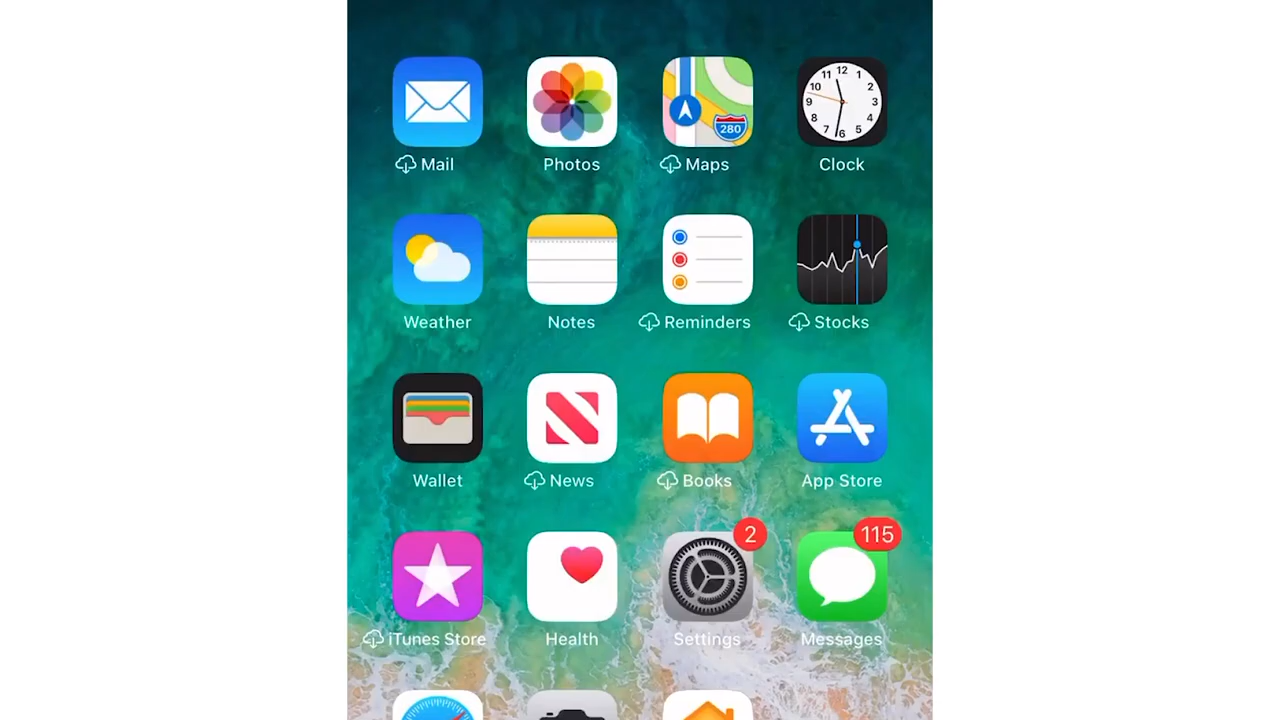 12
11 1
10 2
9 3
8 4
7 5
6
280
Mail Photos Maps Clock
Weather Notes Reminders Stocks
Wallet News Books App Store
2 115
iTunes Store Health Settings Messages